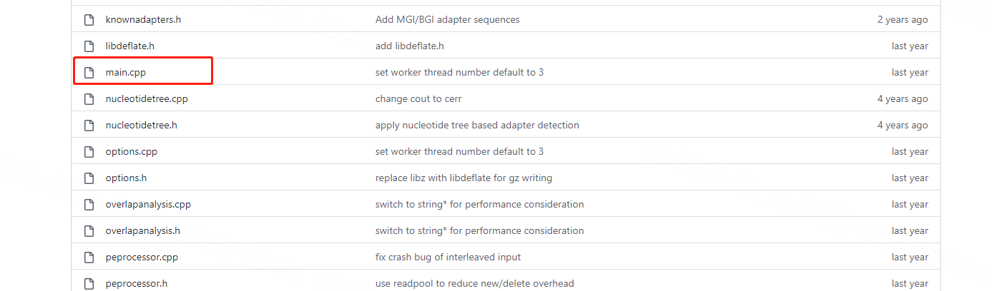 knownadapters.h Add MGI/BGI adapter sequences 2 years ago
libdeflate.h add libdeflate.h last year
main.cpp set worker thread number default to 3 last year
nucleotidetree.cpp change cout to cerr 4 years ago
nucleotidetree.h apply nucleotide tree based adapter detection 4 years ago
options.cpp set worker thread number default to 3 last year
options.h replace libz with libdeflate for gz writing last year
overlapanalysis.cpp switch to string* for performance consideration last year
overlapanalysis.h switch to string* for performance consideration last year
peprocessor.cpp fix crash bug of interleaved input last year
peprocessor.h use readpool to reduce new/delete overhead last year